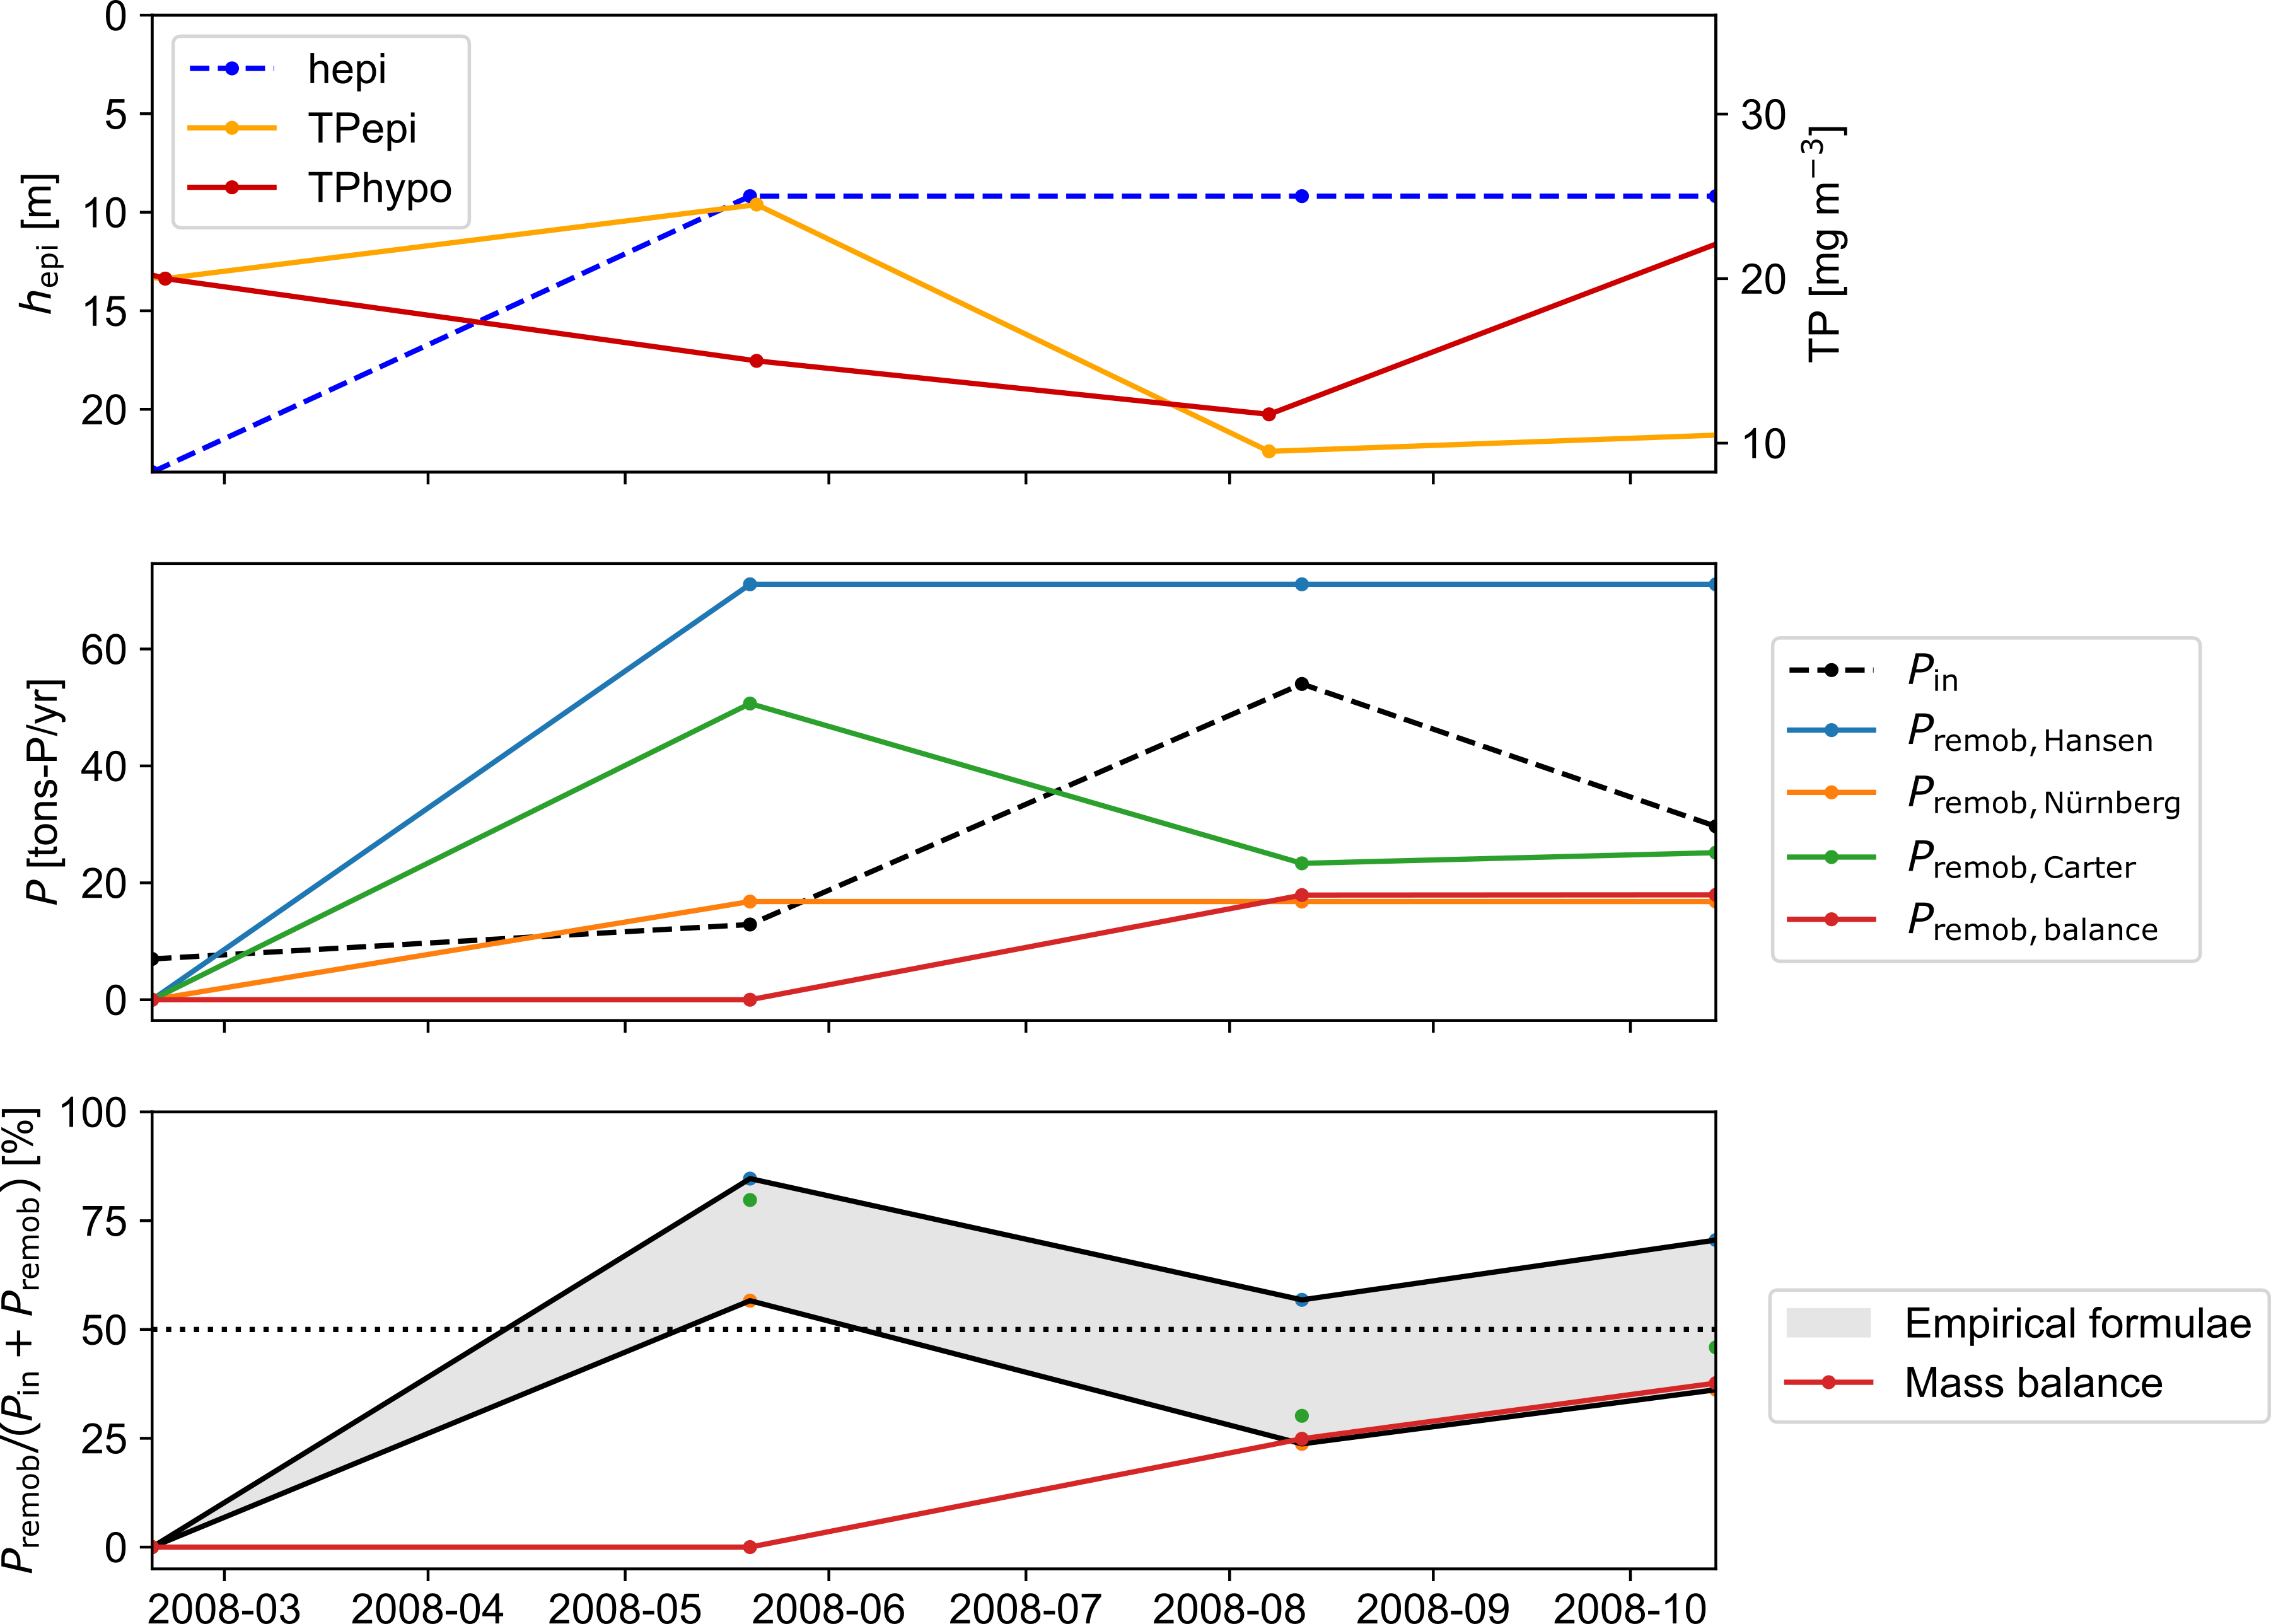 0
5
10
15
20
h_epi [m]
hepi
TPepi
TPhypo
30
20
10
TP [mg m⁻³]
60
40
20
0
P [tons-P/yr]
P_in
P_remob, Hansen
P_remob, Nürnberg
P_remob, Carter
P_remob, balance
100
75
50
25
0
P_remob/(P_in + P_remob) [%]
Empirical formulae
Mass balance
2008-03 2008-04 2008-05 2008-06 2008-07 2008-08 2008-09 2008-10